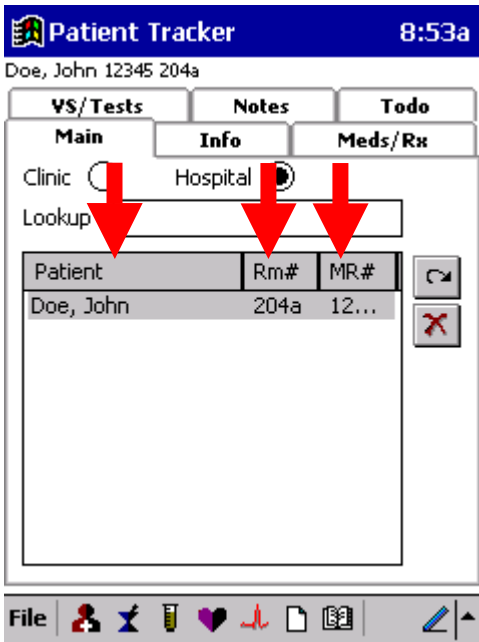 Patient Tracker 8:53a
Doe, John 12345 204a
VS/Tests Notes Todo
Main Info Meds/Rx
Clinic Hospital
Lookup
Patient Rm# MR#
Doe, John 204a 12...
File